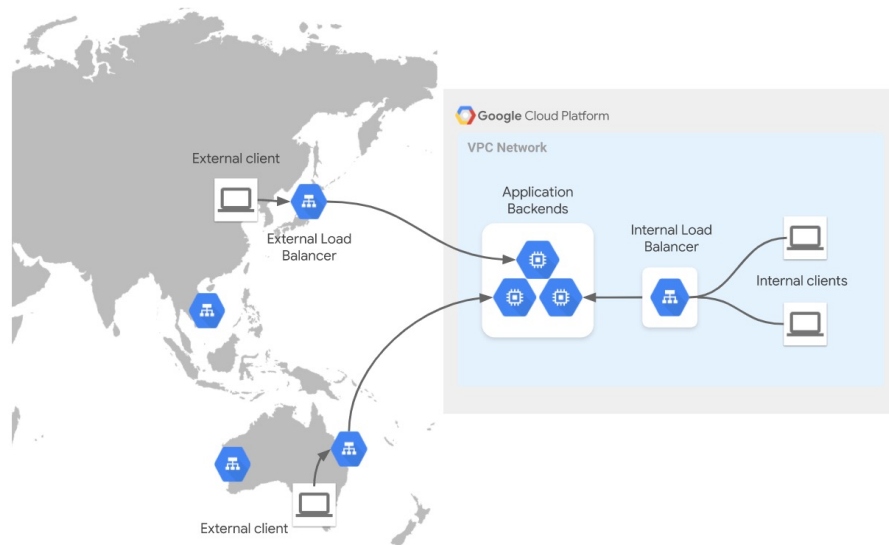 Google Cloud Platform
VPC Network
External client
External Load
Balancer
Application
Backends
Internal Load
Balancer
Internal clients
External client